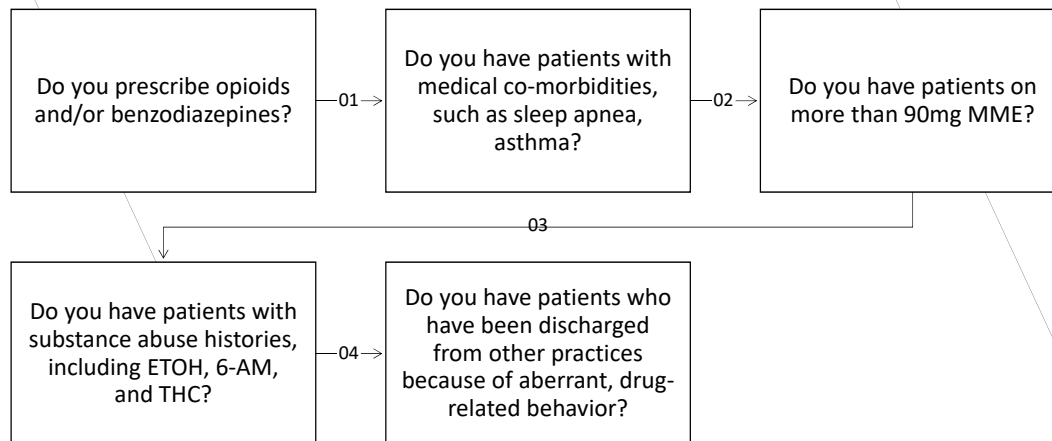 Do you prescribe opioids
and/or benzodiazepines?
01
Do you have patients with
medical co-morbidities,
such as sleep apnea,
asthma?
02
Do you have patients on
more than 90mg MME?
03
Do you have patients with
substance abuse histories,
including ETOH, 6-AM,
and THC?
04
Do you have patients who
have been discharged
from other practices
because of aberrant, drug-
related behavior?